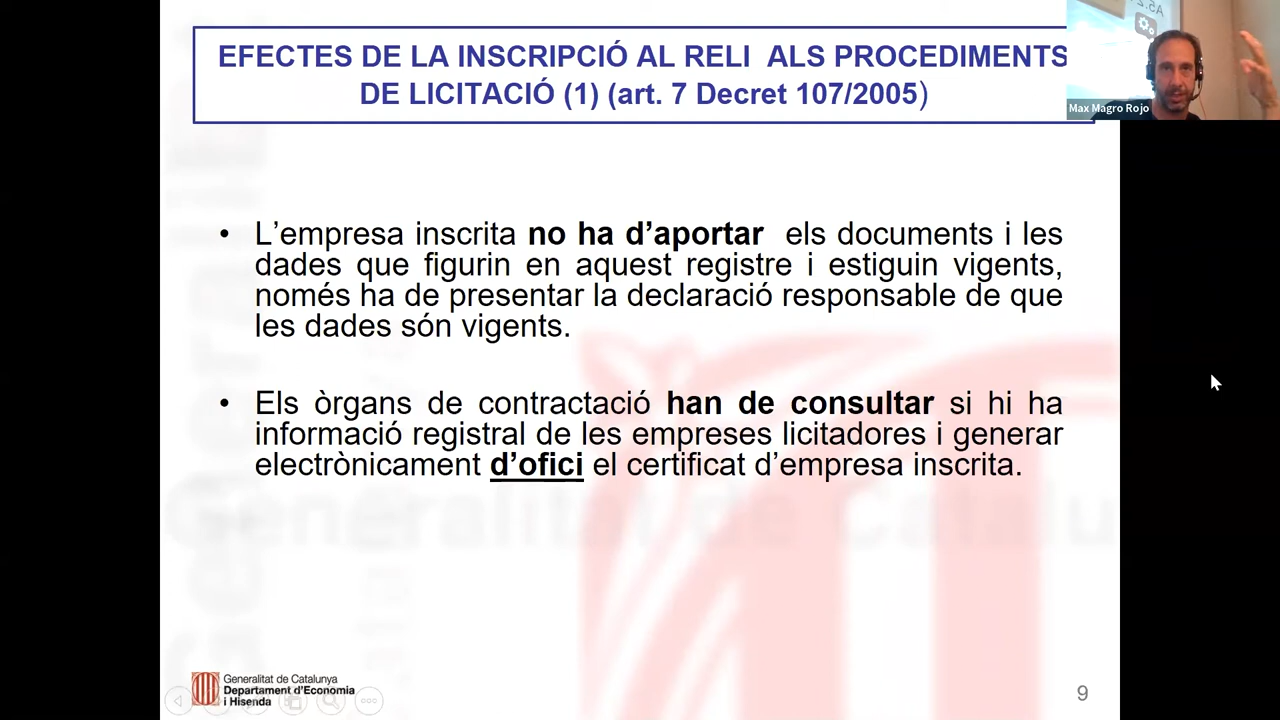 EFECTES DE LA INSCRIPCIÓ AL RELI ALS PROCEDIMENTS
DE LICITACIÓ (1) (art. 7 Decret 107/2005)
Max Magro Rojo
• L’empresa inscrita no ha d’aportar els documents i les
dades que figurin en aquest registre i estiguin vigents,
només ha de presentar la declaració responsable de que
les dades són vigents.
• Els òrgans de contractació han de consultar si hi ha
informació registral de les empreses licitadores i generar
electrònicament d’ofici el certificat d’empresa inscrita.
Generalitat de Catalunya
Departament d’Economia
i Hisenda
9